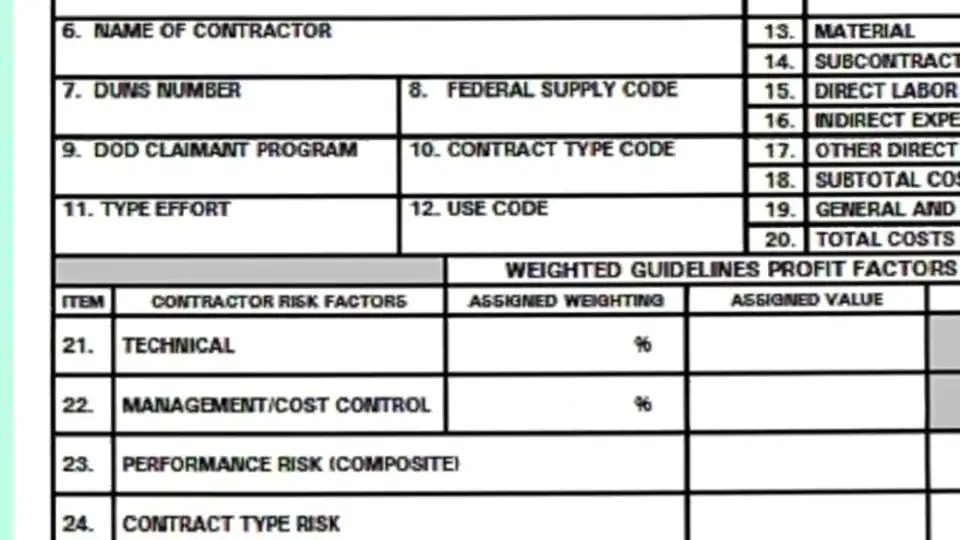 6. NAME OF CONTRACTOR
13. MATERIAL
14. SUBCONTRACT
7. DUNS NUMBER
8. FEDERAL SUPPLY CODE
15. DIRECT LABOR
16. INDIRECT EXPE
9. DOD CLAIMANT PROGRAM
10. CONTRACT TYPE CODE
17. OTHER DIRECT
18. SUBTOTAL COS
11. TYPE EFFORT
12. USE CODE
19. GENERAL AND
20. TOTAL COSTS
WEIGHTED GUIDELINES PROFIT FACTORS
ITEM CONTRACTOR RISK FACTORS ASSIGNED WEIGHTING ASSIGNED VALUE
21. TECHNICAL %
22. MANAGEMENT/COST CONTROL %
23. PERFORMANCE RISK (COMPOSITE)
24. CONTRACT TYPE RISK